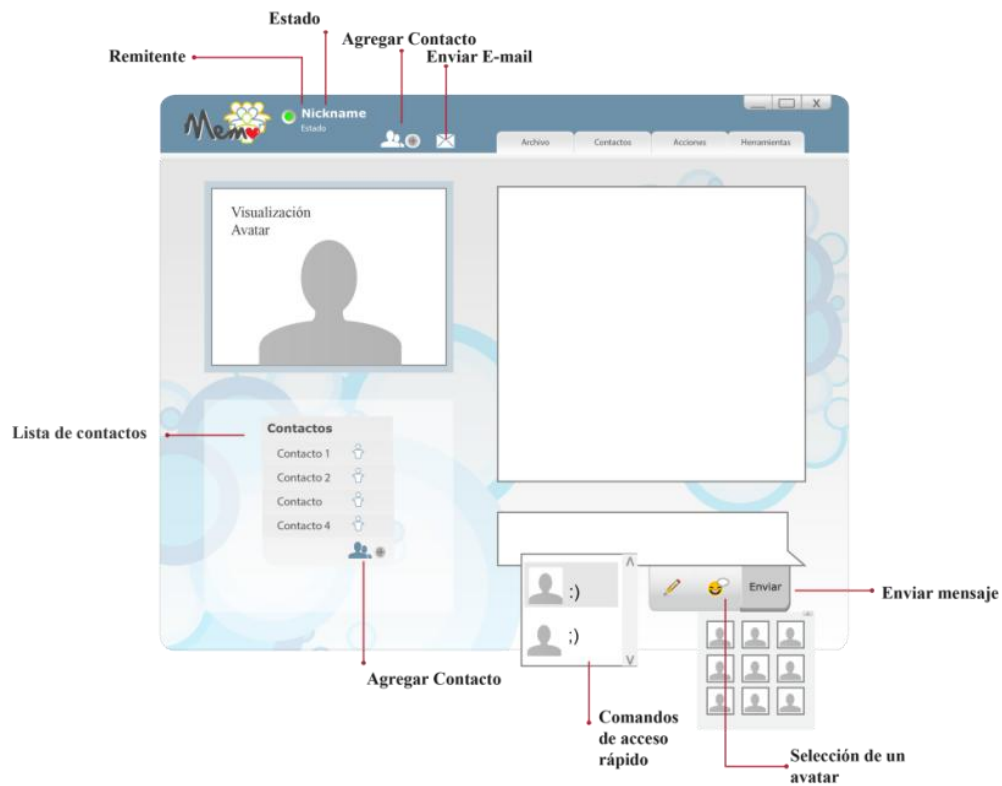 Estado
Agregar Contacto
Enviar E-mail
Remitente
Memo
Nickname
Estado
X
Archivo
Contactos
Acciones
Herramientas
Visualización
Avatar
Lista de contactos
Contactos
Contacto 1
Contacto 2
Contacto
Contacto 4
:)
;)
Enviar
Enviar mensaje
Agregar Contacto
Comandos
de acceso
rápido
Selección de un
avatar